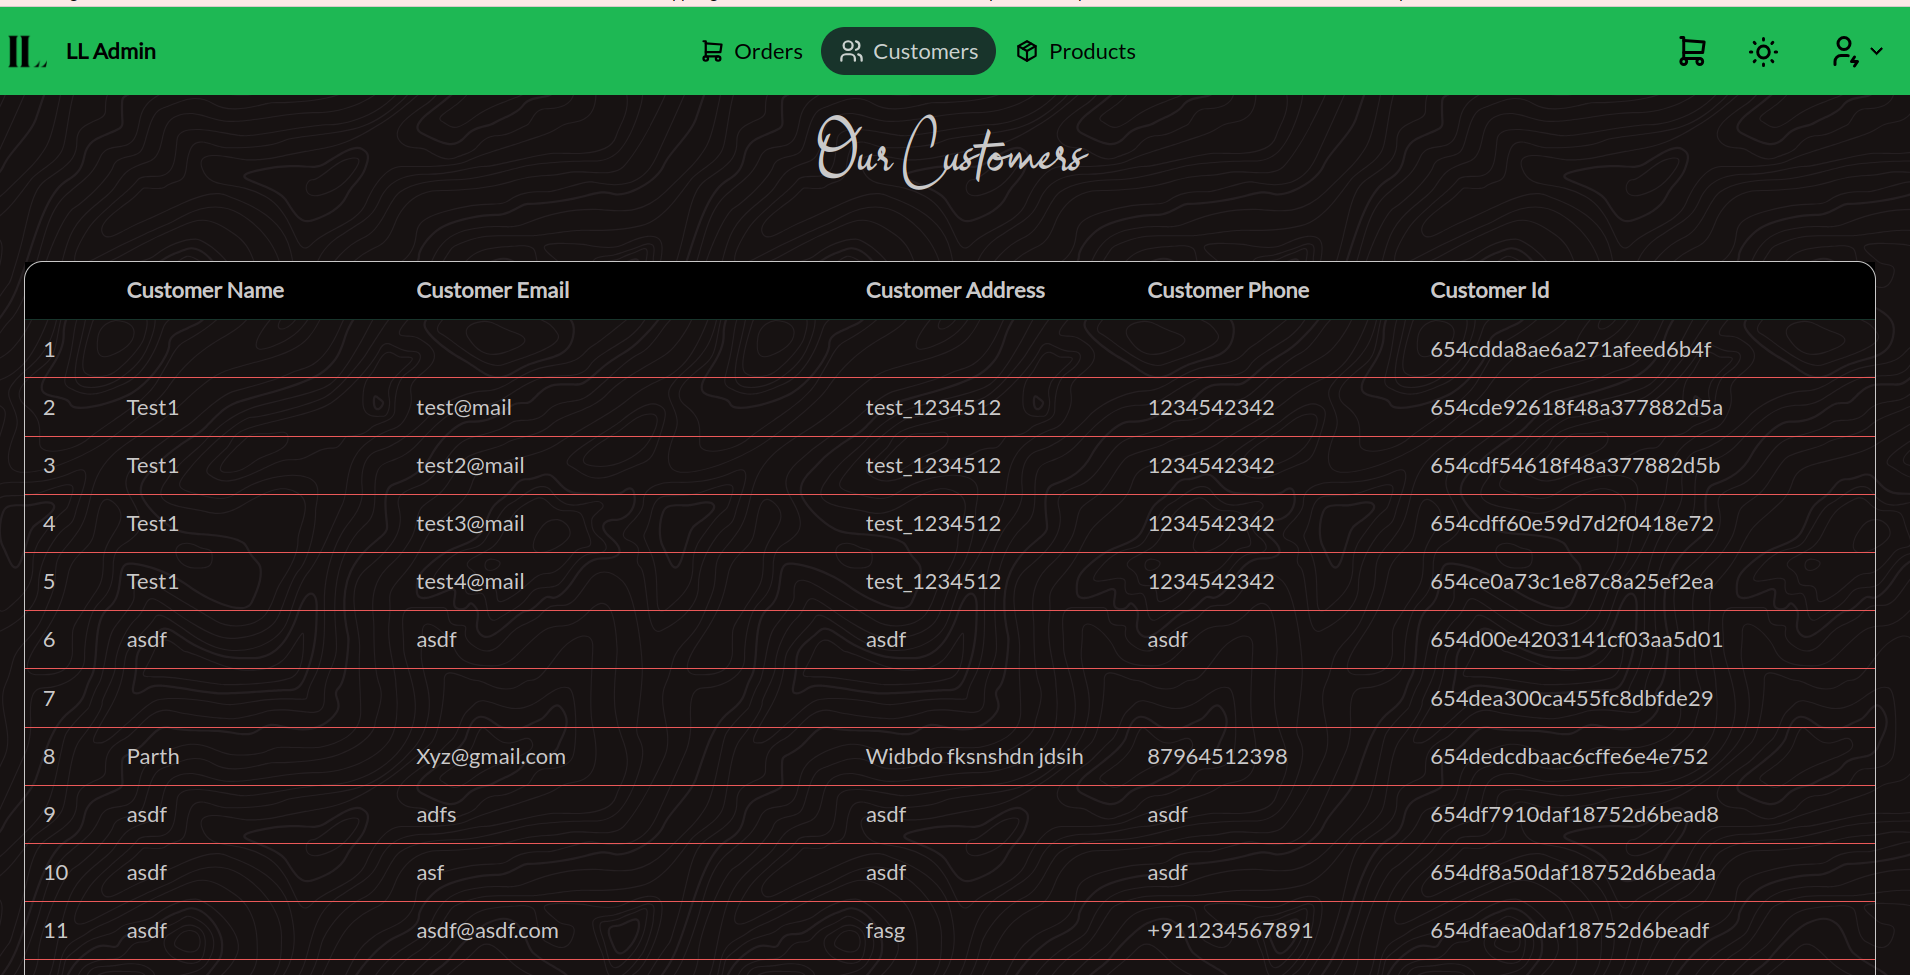 LL Admin Orders Customers Products
Our Customers
Customer Name Customer Email Customer Address Customer Phone Customer Id
1 654cdda8ae6a271afeed6b4f
2 Test1 test@mail test_1234512 1234542342 654cde92618f48a377882d5a
3 Test1 test2@mail test_1234512 1234542342 654cdf54618f48a377882d5b
4 Test1 test3@mail test_1234512 1234542342 654cdff60e59d7d2f0418e72
5 Test1 test4@mail test_1234512 1234542342 654ce0a73c1e87c8a25ef2ea
6 asdf asdf asdf asdf 654d00e4203141cf03aa5d01
7 654dea300ca455fc8dbfde29
8 Parth Xyz@gmail.com Widbdo fksnshdn jdsih 87964512398 654dedcdbaac6cffe6e4e752
9 asdf adfs asdf asdf 654df7910daf18752d6bead8
10 asdf asf asdf asdf 654df8a50daf18752d6beada
11 asdf asdf@asdf.com fasg +911234567891 654dfaea0daf18752d6beadf